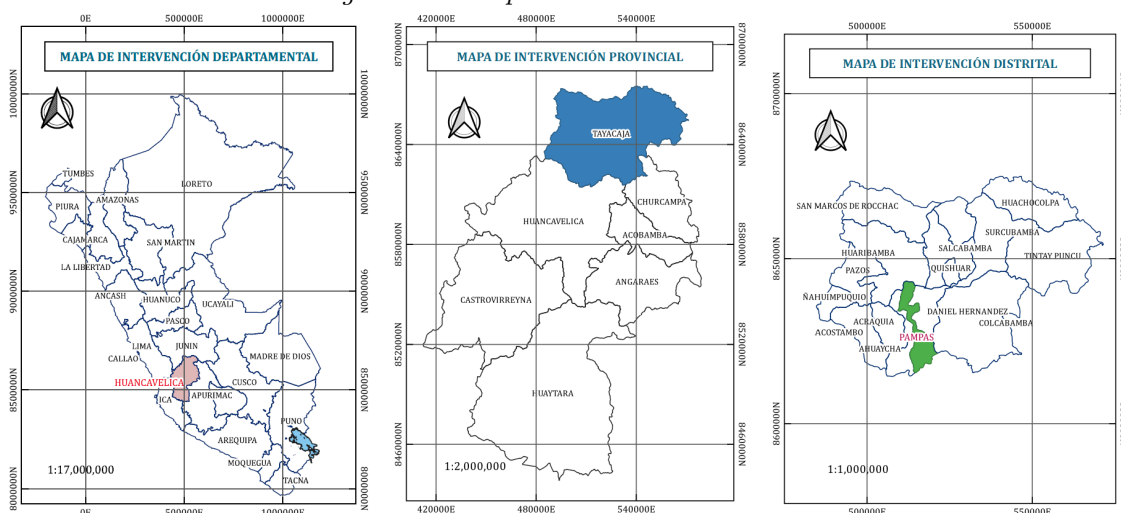 0E 500000E 1000000E
MAPA DE INTERVENCIÓN DEPARTAMENTAL
10000000N
9500000N
9000000N
8500000N
8000000N
TUMBES
LORETO
PIURA
AMAZONAS
CAJAMARCA
SAN MARTIN
LA LIBERTAD
ANCASH
HUANUCO
UCAYALI
PASCO
LIMA
JUNIN
CALLAO
MADRE DE DIOS
HUANCAVELICA
CUSCO
ICA
APURIMAC
PUNO
AREQUIPA
MOQUEGUA
TACNA
1:17,000,000
10000000N
9500000N
9000000N
8500000N
8000000N
0E 500000E 1000000E
420000E 480000E 540000E
MAPA DE INTERVENCIÓN PROVINCIAL
8700000N
8640000N
8580000N
8520000N
8460000N
TAYACAJA
CHURCAMPA
HUANCAVELICA
ACOBAMBA
ANGARAES
CASTROVIRREYNA
HUAYTARA
1:2,000,000
8700000N
8640000N
8580000N
8520000N
8460000N
420000E 480000E 540000E
500000E 550000E
MAPA DE INTERVENCIÓN DISTRITAL
8700000N
8650000N
8600000N
SAN MARCOS DE ROCCHAC
HUACHOCOLPA
SURCUBAMBA
HUARIBAMBA
SALCABAMBA
TINTAY PUNCU
PAZOS
QUISHUAR
ÑAHUIMPUQUIO
DANIEL HERNANDEZ
ACRAQUIA
COLCABAMBA
ACOSTAMBO
PAMPAS
AHUAYCHA
1:1,000,000
500000E 550000E